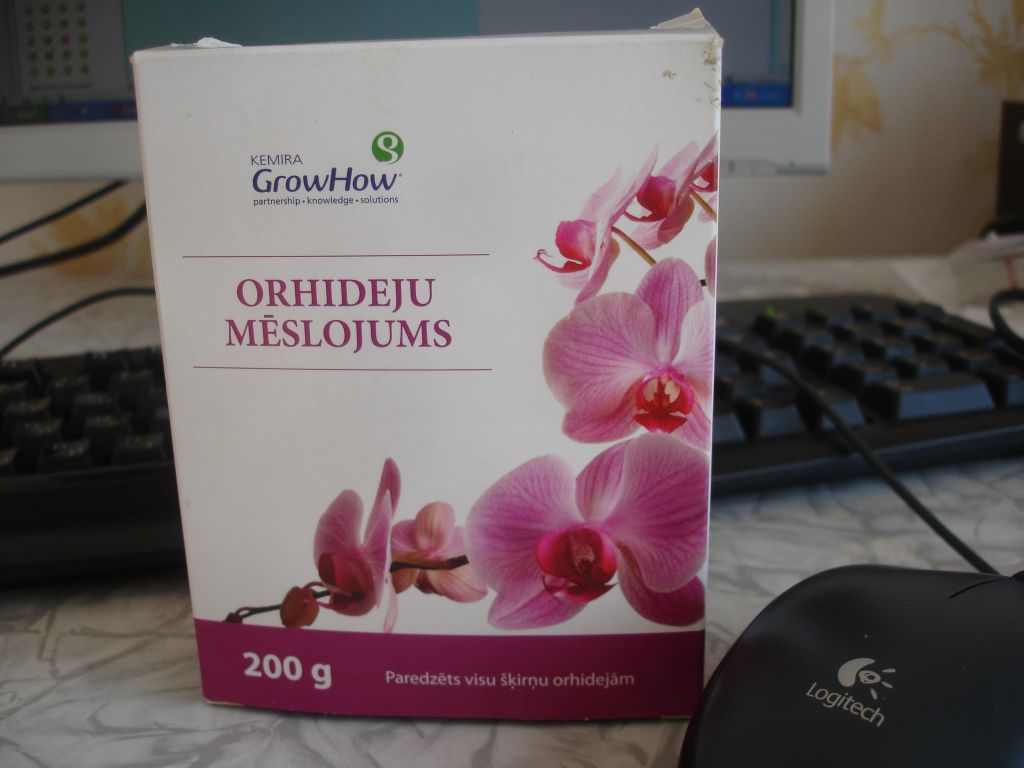 KEMIRA
GrowHow
partnership • knowledge • solutions
ORHIDEJU
MĒSLOJUMS
200 g
Paredzēts visu šķirņu orhidejām
Logitech